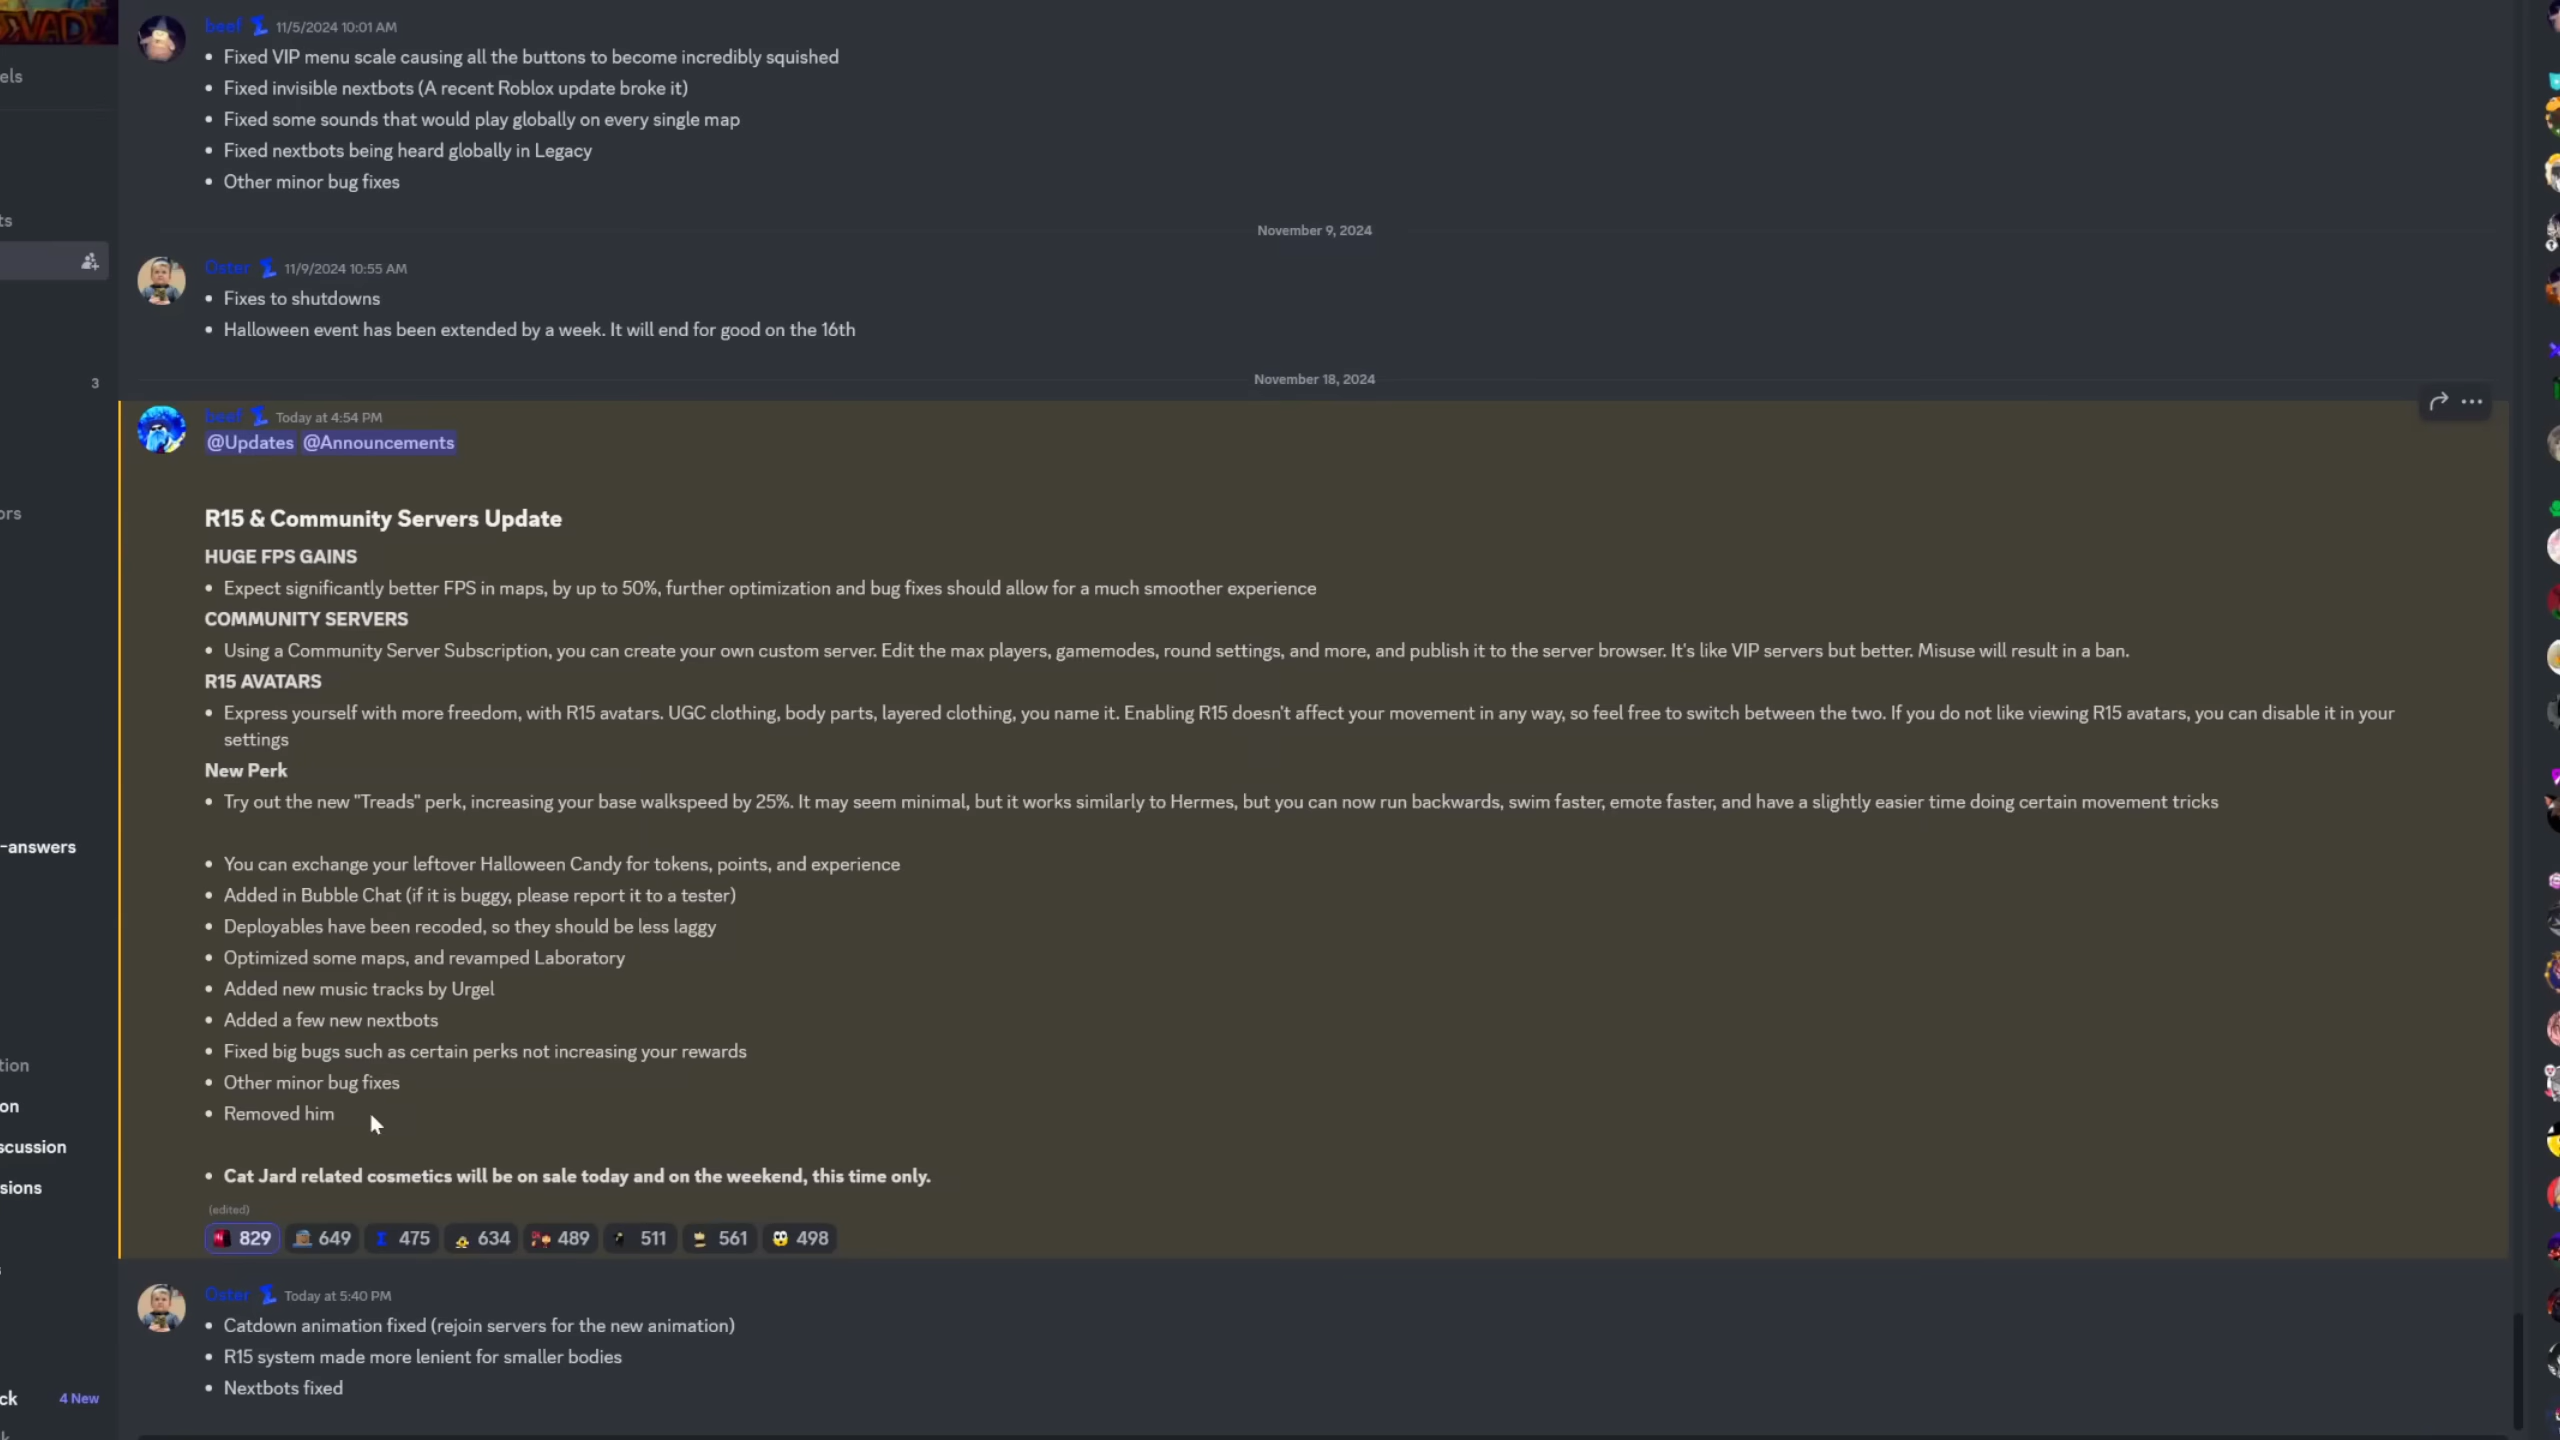 beef 11/5/2024 10:01 AM
• Fixed VIP menu scale causing all the buttons to become incredibly squished
• Fixed invisible nextbots (A recent Roblox update broke it)
• Fixed some sounds that would play globally on every single map
• Fixed nextbots being heard globally in Legacy
• Other minor bug fixes
November 9, 2024
Oster 11/9/2024 10:55 AM
• Fixes to shutdowns
• Halloween event has been extended by a week. It will end for good on the 16th
November 18, 2024
beef Today at 4:54 PM
@Updates @Announcements
R15 & Community Servers Update
HUGE FPS GAINS
• Expect significantly better FPS in maps, by up to 50%, further optimization and bug fixes should allow for a much smoother experience
COMMUNITY SERVERS
• Using a Community Server Subscription, you can create your own custom server. Edit the max players, gamemodes, round settings, and more, and publish it to the server browser. It's like VIP servers but better. Misuse will result in a ban.
R15 AVATARS
• Express yourself with more freedom, with R15 avatars. UGC clothing, body parts, layered clothing, you name it. Enabling R15 doesn't affect your movement in any way, so feel free to switch between the two. If you do not like viewing R15 avatars, you can disable it in your
settings
New Perk
• Try out the new "Treads" perk, increasing your base walkspeed by 25%. It may seem minimal, but it works similarly to Hermes, but you can now run backwards, swim faster, emote faster, and have a slightly easier time doing certain movement tricks
• You can exchange your leftover Halloween Candy for tokens, points, and experience
• Added in Bubble Chat (if it is buggy, please report it to a tester)
• Deployables have been recoded, so they should be less laggy
• Optimized some maps, and revamped Laboratory
• Added new music tracks by Urgel
• Added a few new nextbots
• Fixed big bugs such as certain perks not increasing your rewards
• Other minor bug fixes
• Removed him
• Cat Jard related cosmetics will be on sale today and on the weekend, this time only.
(edited)
829 649 475 634 489 511 561 498
Oster Today at 5:40 PM
• Catdown animation fixed (rejoin servers for the new animation)
• R15 system made more lenient for smaller bodies
• Nextbots fixed
els
ts
3
ors
-answers
tion
on
scussion
sions
ck 4 New